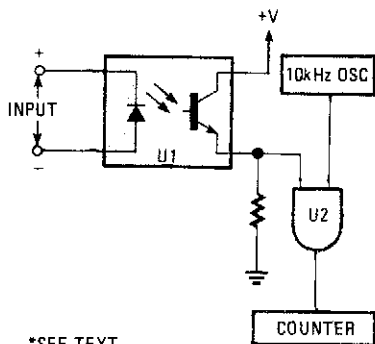 +V
10kHz OSC
+
INPUT
−
U1
U2
COUNTER
*SEE TEXT